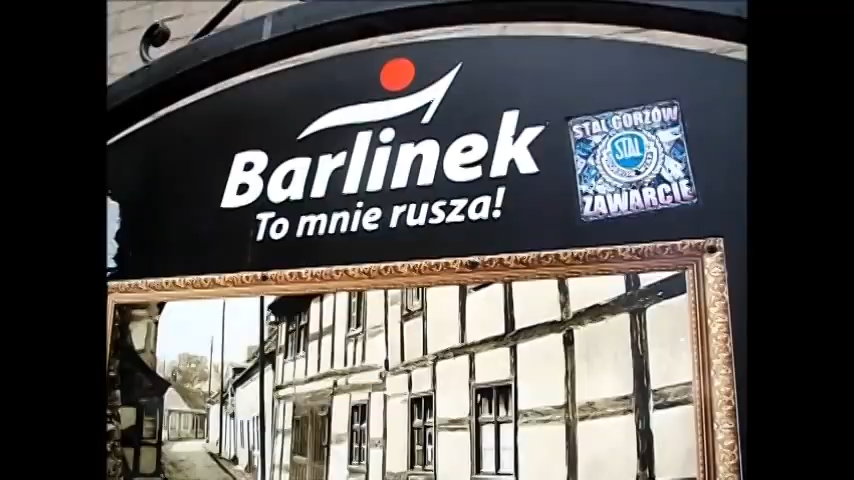 Barlinek
To mnie rusza!
STAL GORZÓW
STAL
ZAWARCIE